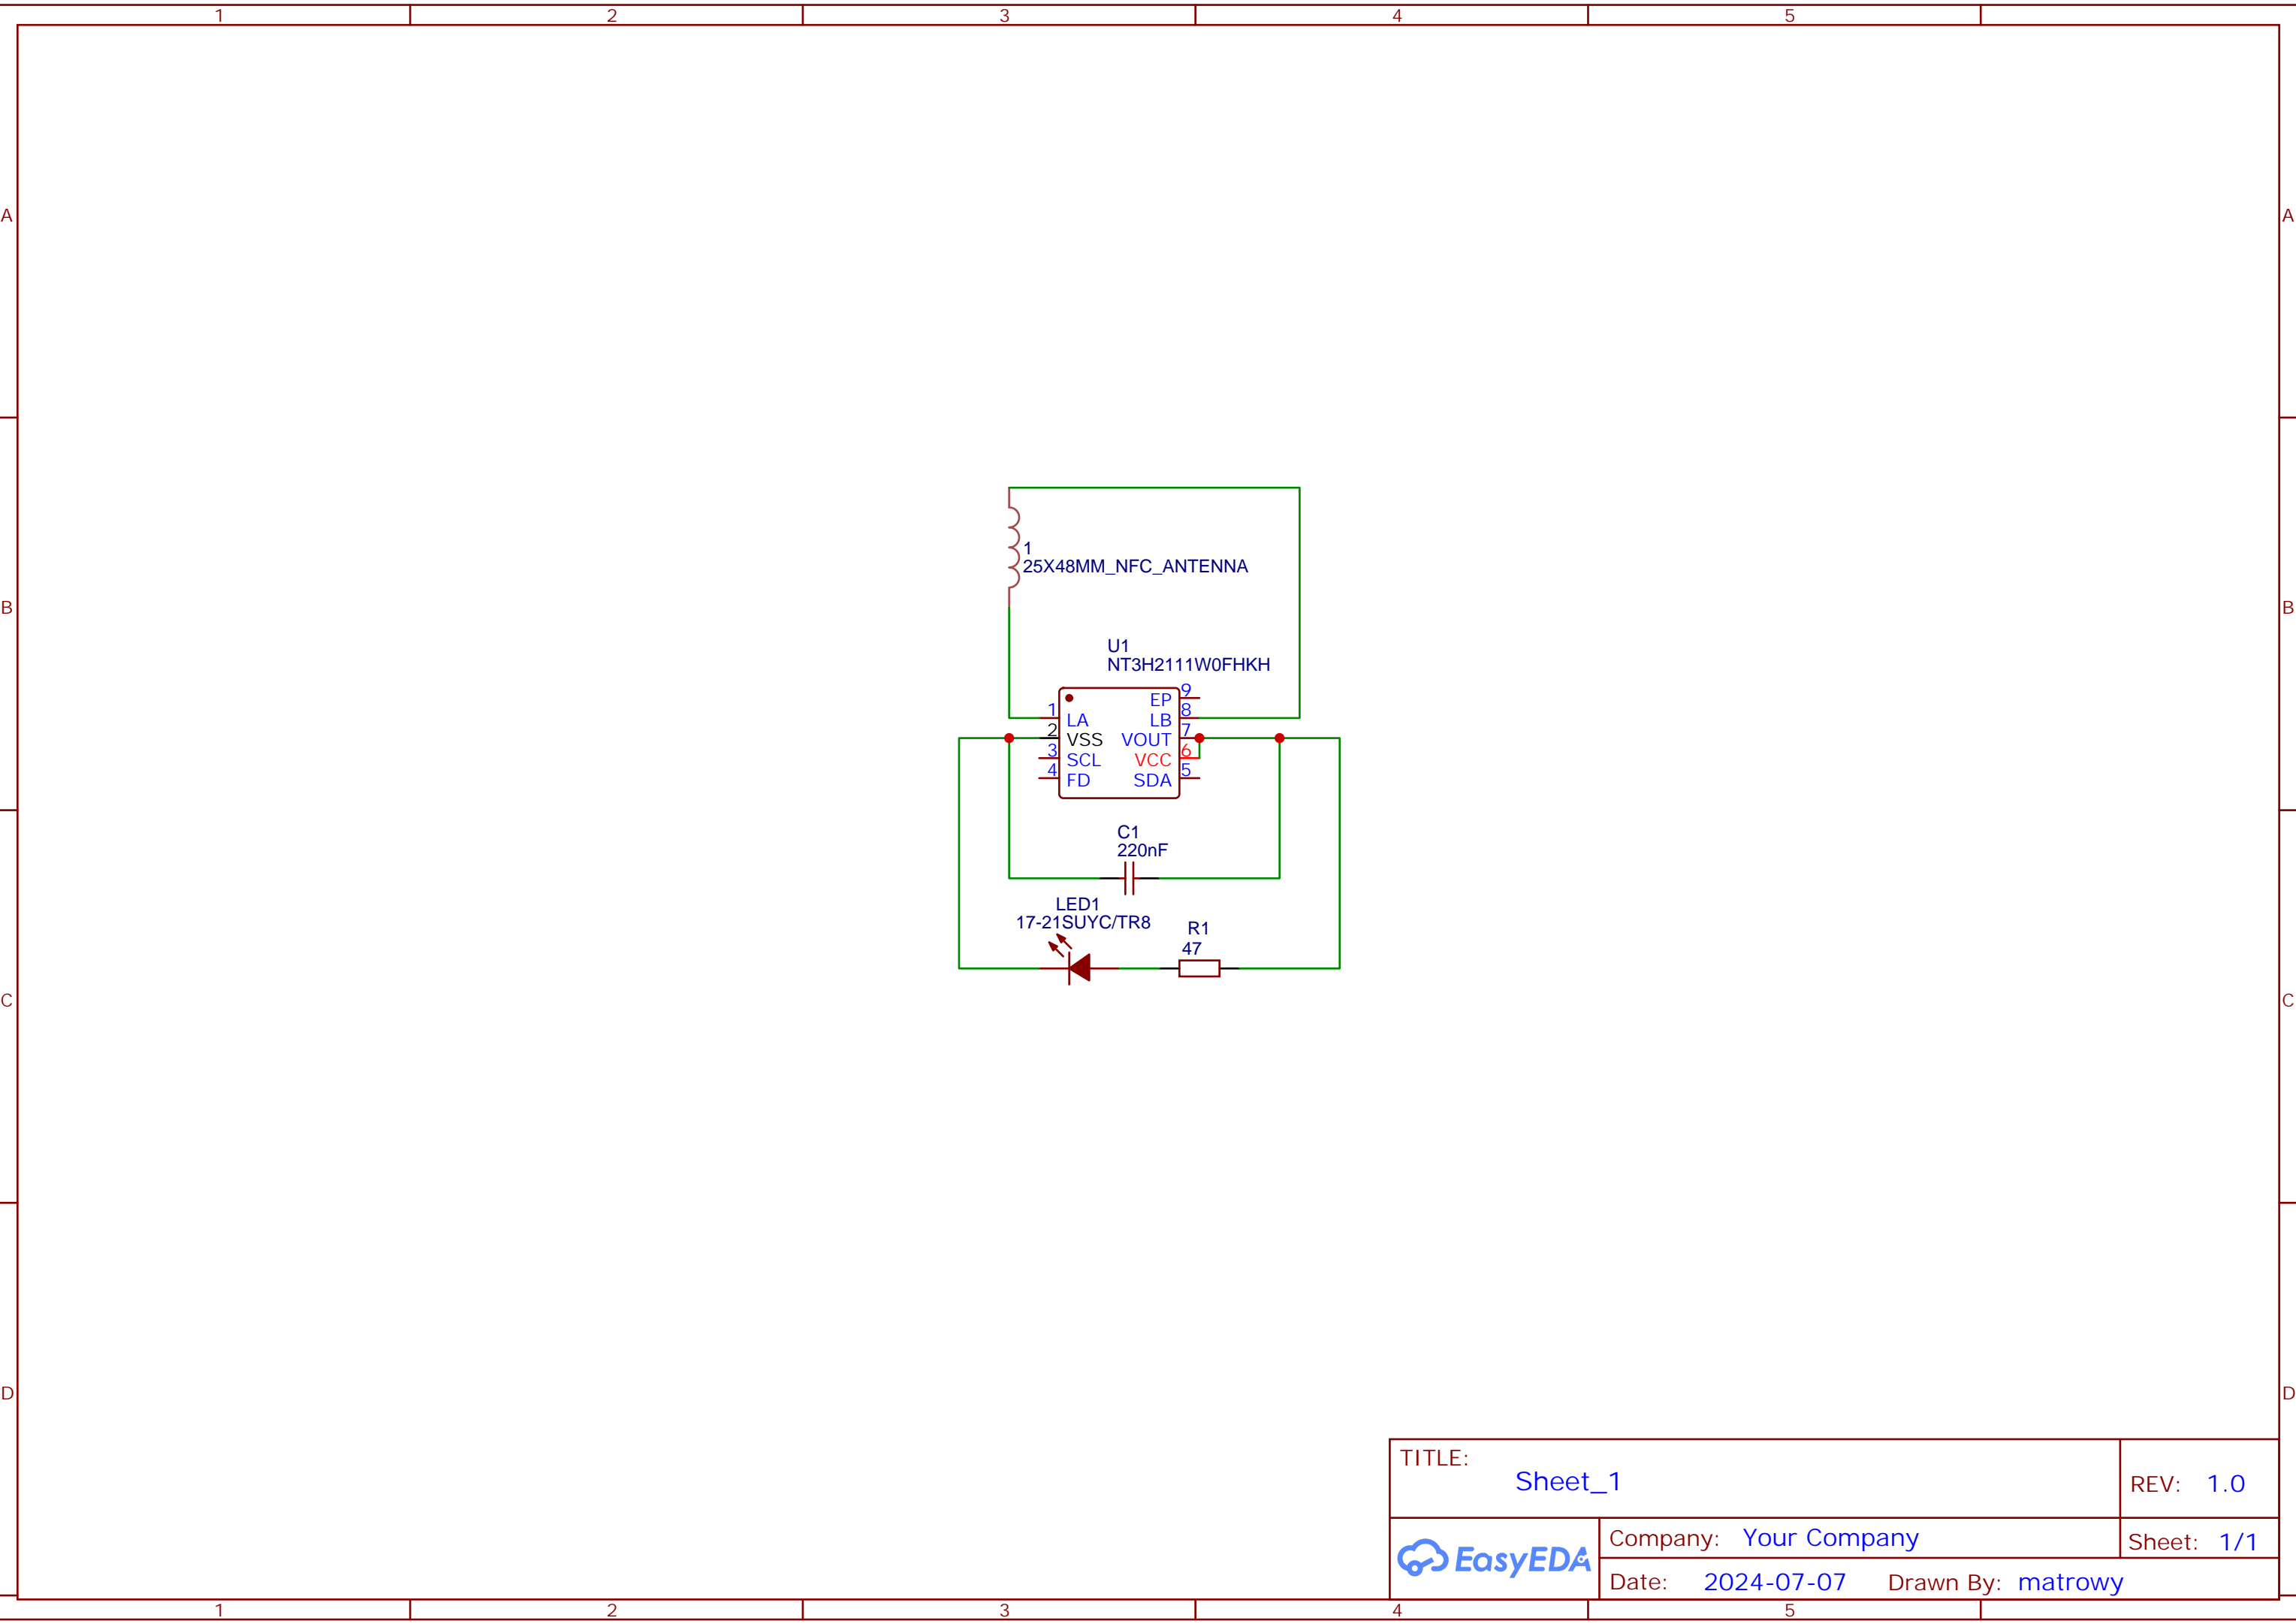 1 2 3 4 5
A A
1
25X48MM_NFC_ANTENNA
B B
U1
NT3H2111W0FHKH
EP 9
1 LA LB 8
2 VSS VOUT 7
3 SCL VCC 6
4 FD SDA 5
C1
220nF
LED1
17-21SUYC/TR8
R1
47
C C
D D
TITLE:
Sheet_1
REV: 1.0
EasyEDA
Company: Your Company
Sheet: 1/1
Date: 2024-07-07 Drawn By: matrowy
1 2 3 4 5